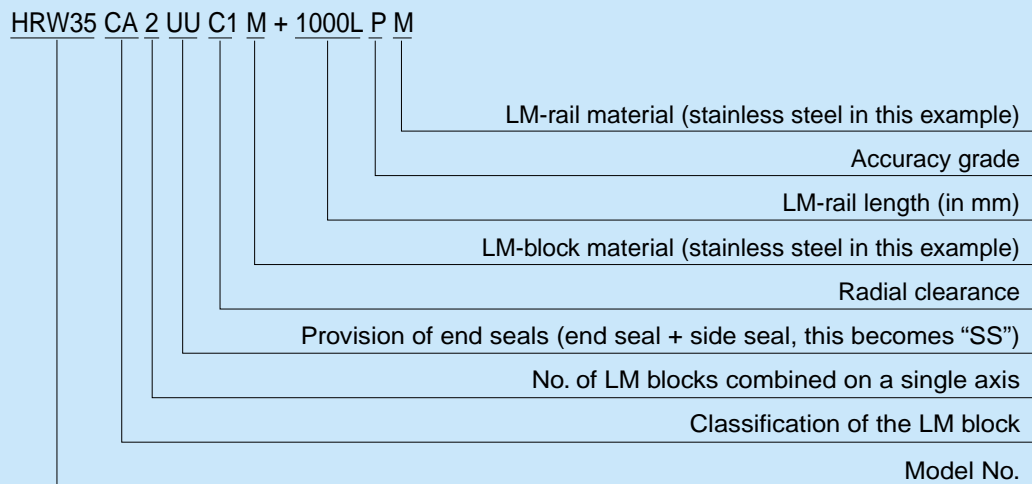 HRW35 CA 2 UU C1 M + 1000L P M
LM-rail material (stainless steel in this example)
Accuracy grade
LM-rail length (in mm)
LM-block material (stainless steel in this example)
Radial clearance
Provision of end seals (end seal + side seal, this becomes “SS”)
No. of LM blocks combined on a single axis
Classification of the LM block
Model No.